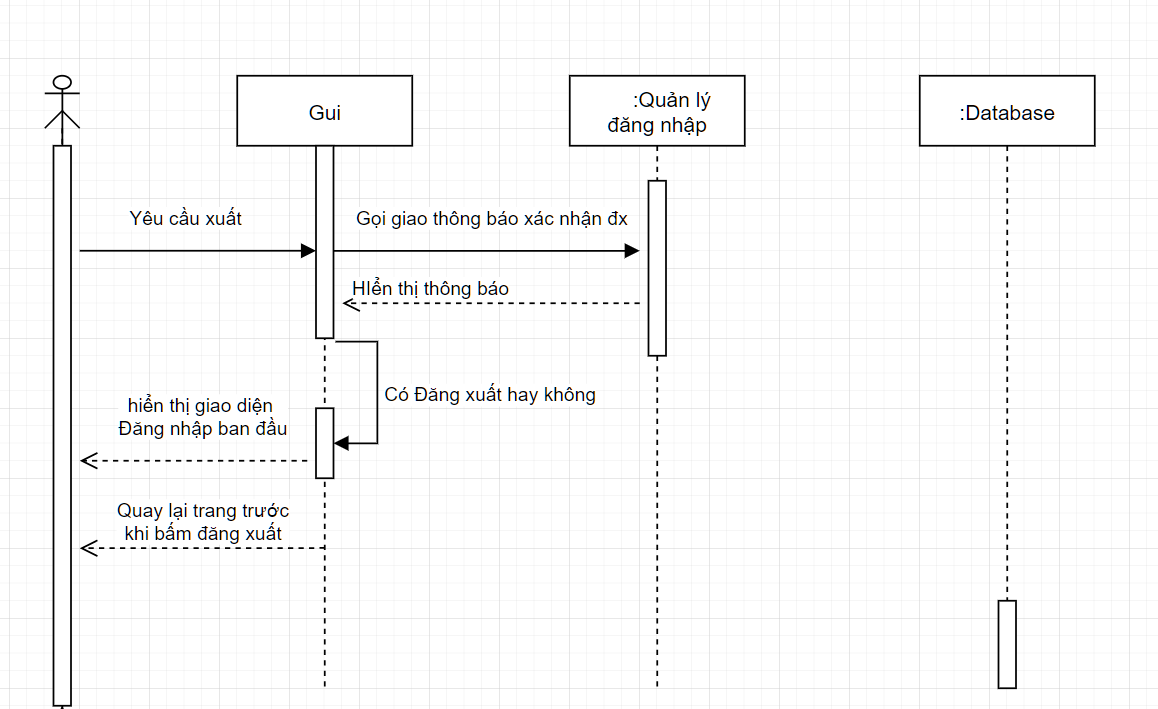 Gui
:Quản lý
đăng nhập
:Database
Yêu cầu xuất
Gọi giao thông báo xác nhận đx
HIển thị thông báo
Có Đăng xuất hay không
hiển thị giao diện
Đăng nhập ban đầu
Quay lại trang trước
khi bấm đăng xuất